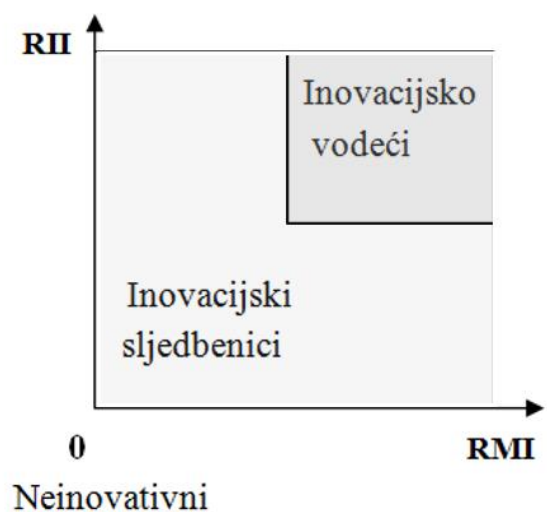 RII
Inovacijsko
vodeći
Inovacijski
sljedbenici
0
RMI
Neinovativni